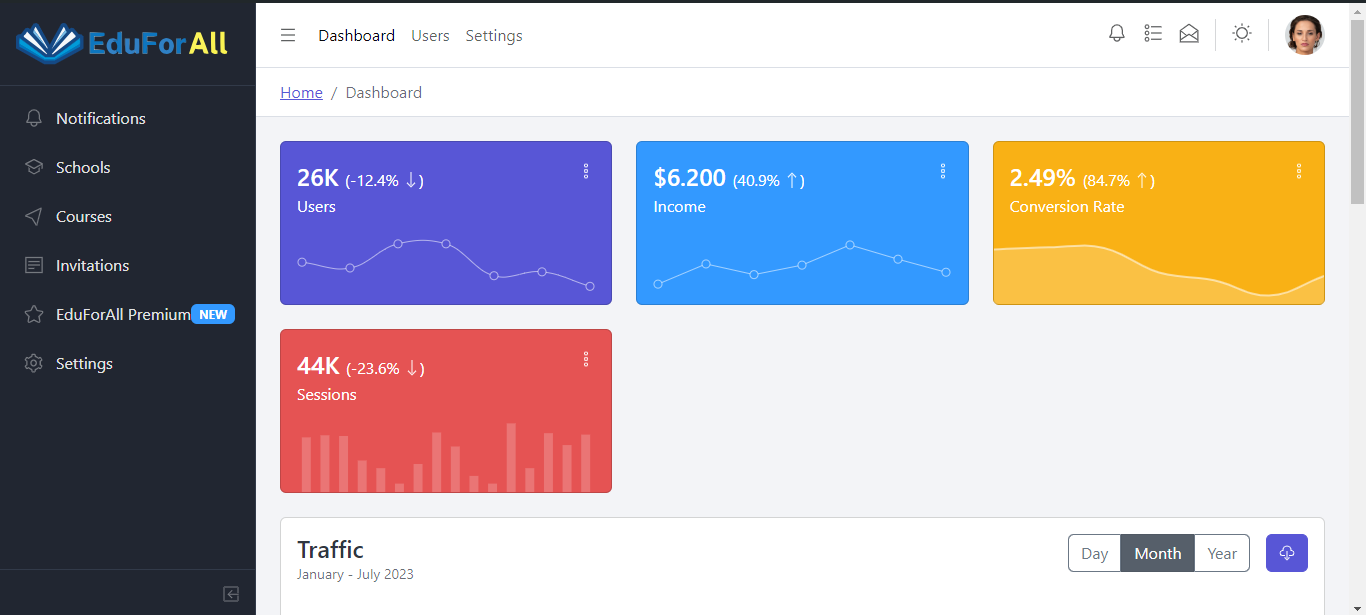 EduForAll
Notifications
Schools
Courses
Invitations
EduForAll Premium NEW
Settings
Dashboard Users Settings
Home / Dashboard
26K (-12.4% ↓)
Users
$6.200 (40.9% ↑)
Income
2.49% (84.7% ↑)
Conversion Rate
44K (-23.6% ↓)
Sessions
Traffic
January - July 2023
Day Month Year